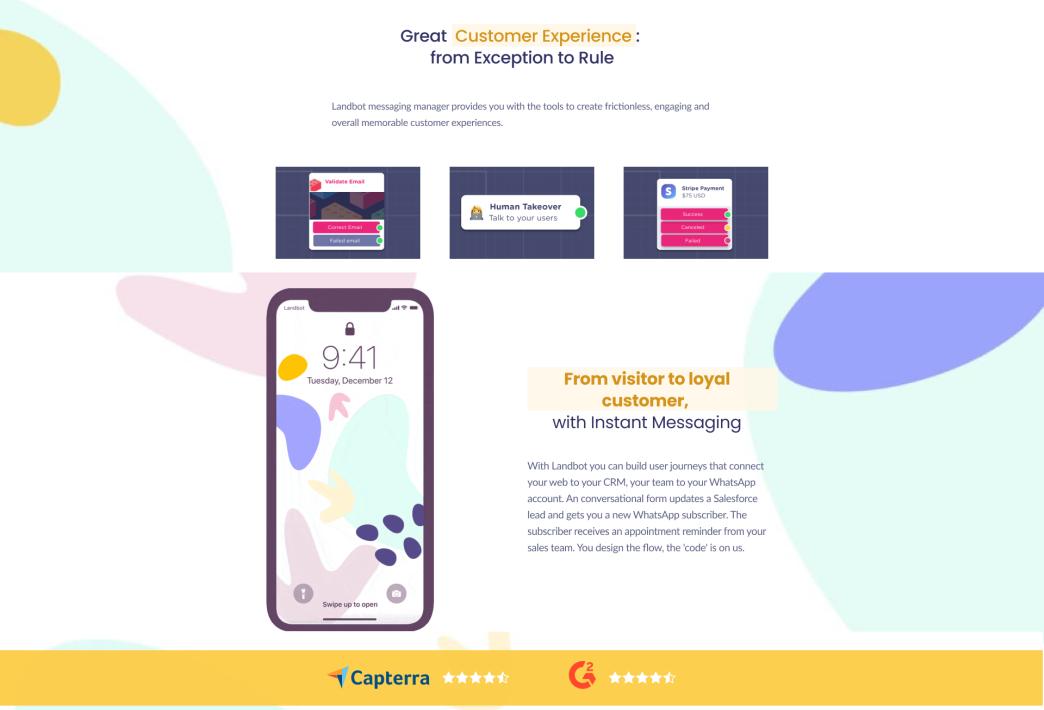 Great Customer Experience:
from Exception to Rule
Landbot messaging manager provides you with the tools to create frictionless, engaging and
overall memorable customer experiences.
Validate Email
Correct Email
Failed email
Human Takeover
Talk to your users
S
Stripe Payment
$75 USD
Success
Canceled
Failed
Landbot
9:41
Tuesday, December 12
Swipe up to open
From visitor to loyal
customer,
with Instant Messaging
With Landbot you can build user journeys that connect
your web to your CRM, your team to your WhatsApp
account. An conversational form updates a Salesforce
lead and gets you a new WhatsApp subscriber. The
subscriber receives an appointment reminder from your
sales team. You design the flow, the 'code' is on us.
Capterra
G2